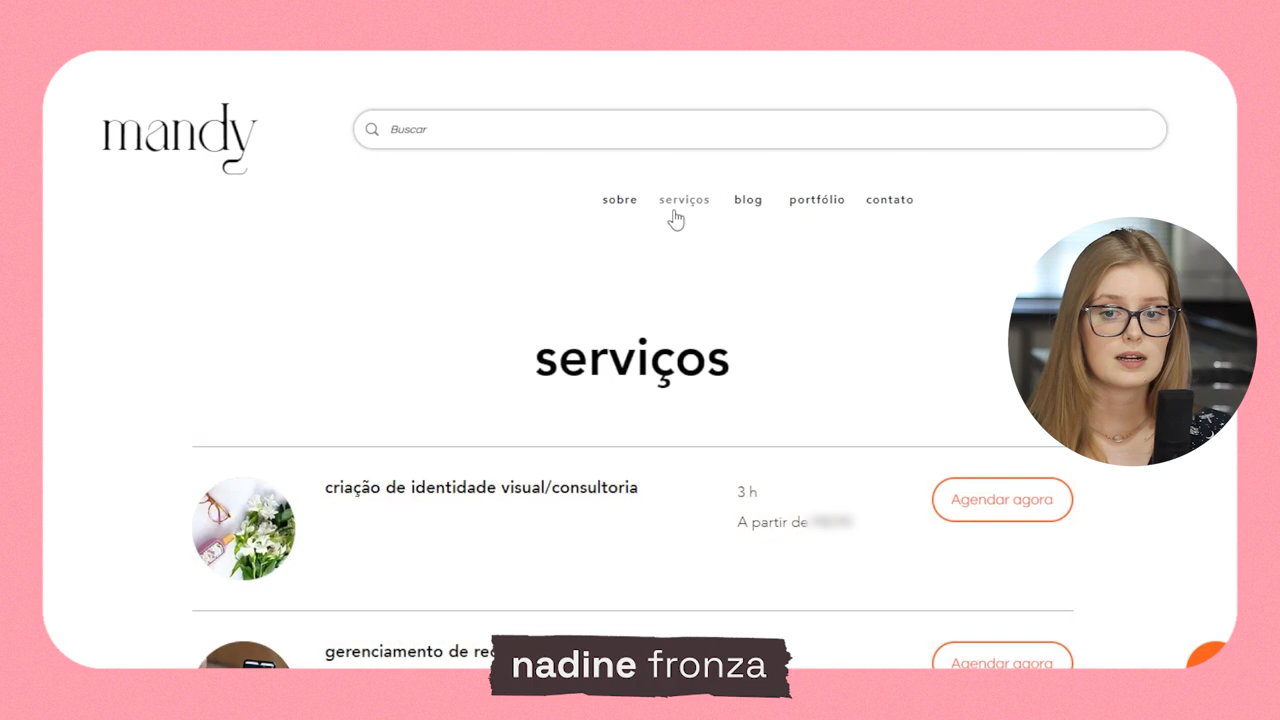 mandy
Buscar
sobre serviços blog portfólio contato
serviços
criação de identidade visual/consultoria
3 h
A partir de
Agendar agora
gerenciamento de
Agendar agora
nadine fronza